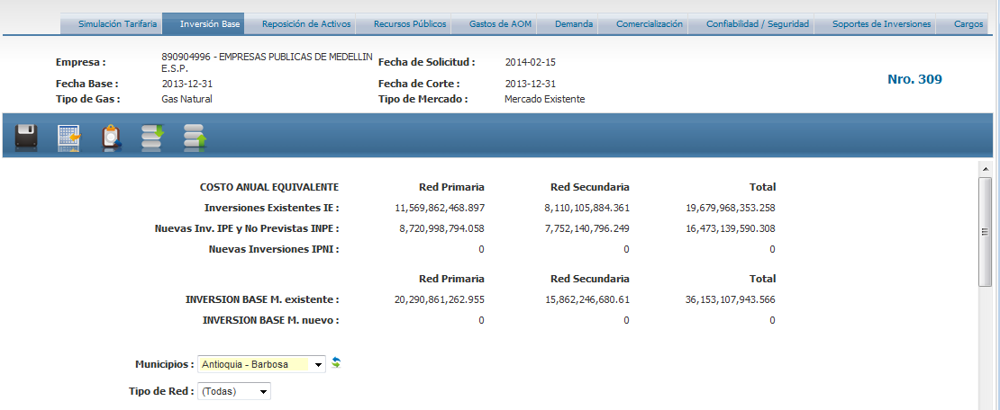 Simulación Tarifaria Inversión Base Reposición de Activos Recursos Públicos Gastos de AOM Demanda Comercialización Confiabilidad / Seguridad Soportes de Inversiones Cargos
Empresa : 890904996 - EMPRESAS PUBLICAS DE MEDELLIN E.S.P. Fecha de Solicitud : 2014-02-15
Nro. 309
Fecha Base : 2013-12-31 Fecha de Corte : 2013-12-31
Tipo de Gas : Gas Natural Tipo de Mercado : Mercado Existente
COSTO ANUAL EQUIVALENTE Red Primaria Red Secundaria Total
Inversiones Existentes IE : 11,569,862,468.897 8,110,105,884.361 19,679,968,353.258
Nuevas Inv. IPE y No Previstas INPE : 8,720,998,794.058 7,752,140,796.249 16,473,139,590.308
Nuevas Inversiones IPNI : 0 0 0
Red Primaria Red Secundaria Total
INVERSION BASE M. existente : 20,290,861,262.955 15,862,246,680.61 36,153,107,943.566
INVERSION BASE M. nuevo : 0 0 0
Municipios : Antioquia - Barbosa
Tipo de Red : (Todas)